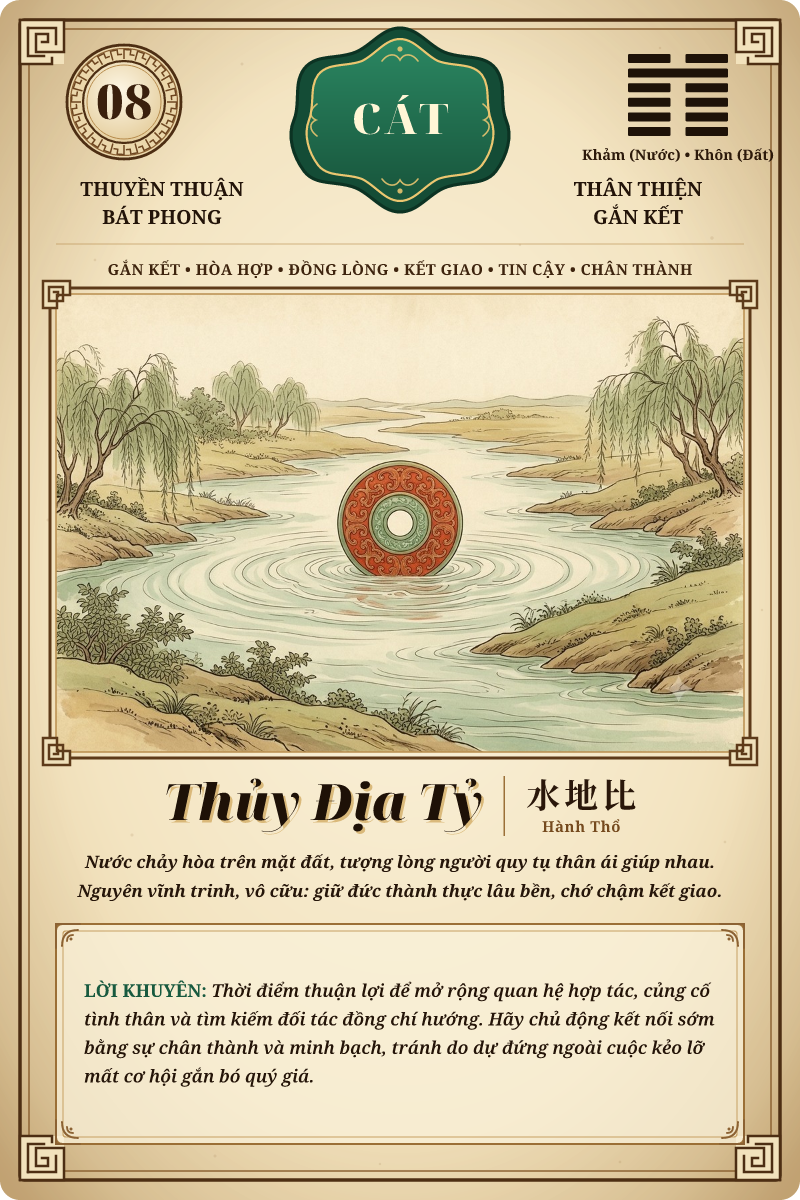 08
CÁT
Khảm (Nước) • Khôn (Đất)
THUYỀN THUẬN
BÁT PHONG
THÂN THIỆN
GẮN KẾT
GẮN KẾT • HÒA HỢP • ĐỒNG LÒNG • KẾT GIAO • TIN CẬY • CHÂN THÀNH
Thủy Địa Tỷ
水地比
Hành Thổ
Nước chảy hòa trên mặt đất, tượng lòng người quy tụ thân ái giúp nhau.
Nguyên vĩnh trinh, vô cữu: giữ đức thành thực lâu bền, chớ chậm kết giao.
LỜI KHUYÊN: Thời điểm thuận lợi để mở rộng quan hệ hợp tác, củng cố
tình thân và tìm kiếm đối tác đồng chí hướng. Hãy chủ động kết nối sớm
bằng sự chân thành và minh bạch, tránh do dự đứng ngoài cuộc kẻo lỡ
mất cơ hội gắn bó quý giá.